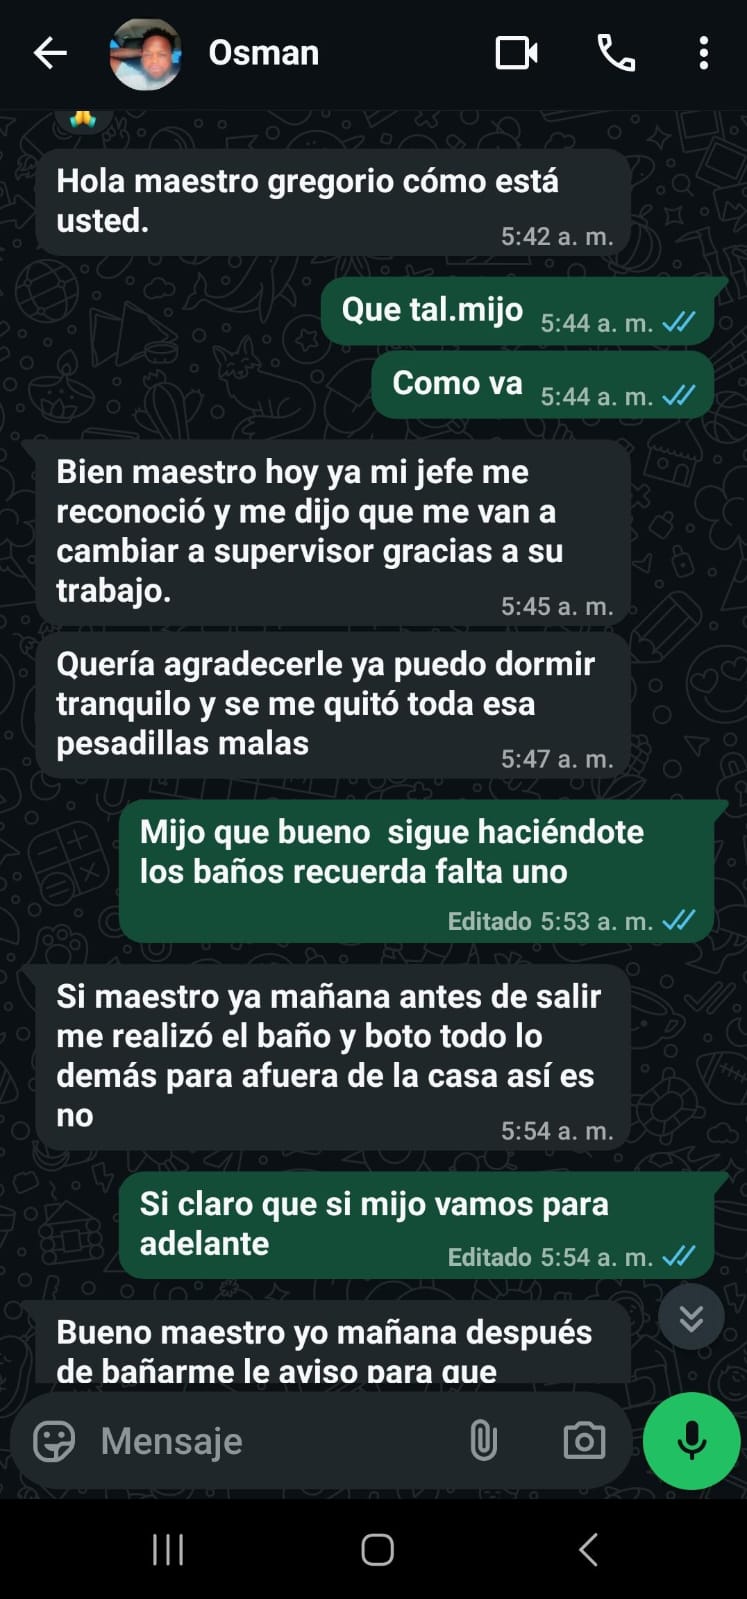 Osman
Hola maestro gregorio cómo está
usted.
5:42 a. m.
Que tal.mijo
5:44 a. m.
Como va
5:44 a. m.
Bien maestro hoy ya mi jefe me
reconoció y me dijo que me van a
cambiar a supervisor gracias a su
trabajo.
5:45 a. m.
Quería agradecerle ya puedo dormir
tranquilo y se me quitó toda esa
pesadillas malas
5:47 a. m.
Mijo que bueno  sigue haciéndote
los baños recuerda falta uno
Editado 5:53 a. m.
Si maestro ya mañana antes de salir
me realizó el baño y boto todo lo
demás para afuera de la casa así es
no
5:54 a. m.
Si claro que si mijo vamos para
adelante
Editado 5:54 a. m.
Bueno maestro yo mañana después
de bañarme le aviso para que
Mensaje